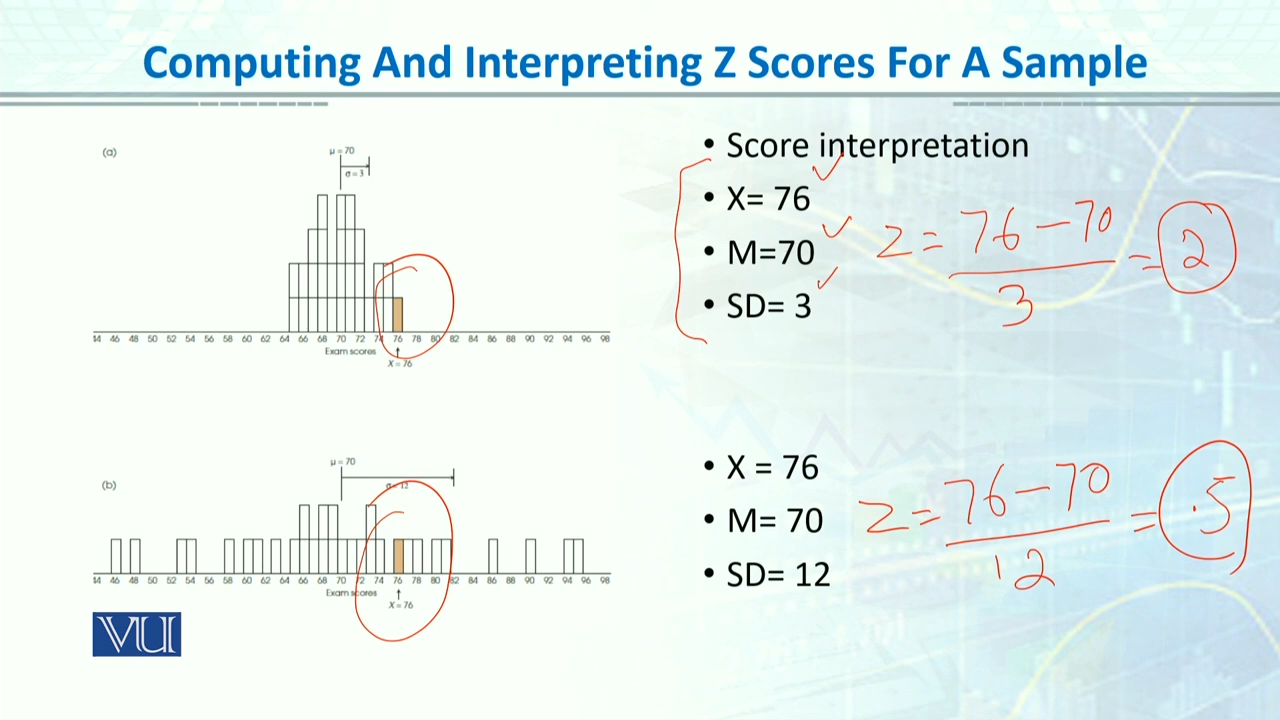 Computing And Interpreting Z Scores For A Sample
(a)
μ = 70
σ = 3
44 46 48 50 52 54 56 58 60 62 64 66 68 70 72 74 76 78 80 82 84 86 88 90 92 94 96 98
Exam scores
X = 76
• Score interpretation
• X= 76
• M=70
• SD= 3
z = 76 - 70
3
= 2
(b)
μ = 70
σ = 12
44 46 48 50 52 54 56 58 60 62 64 66 68 70 72 74 76 78 80 82 84 86 88 90 92 94 96 98
Exam scores
X = 76
• X = 76
• M= 70
• SD= 12
z = 76 - 70
12
= .5
VU